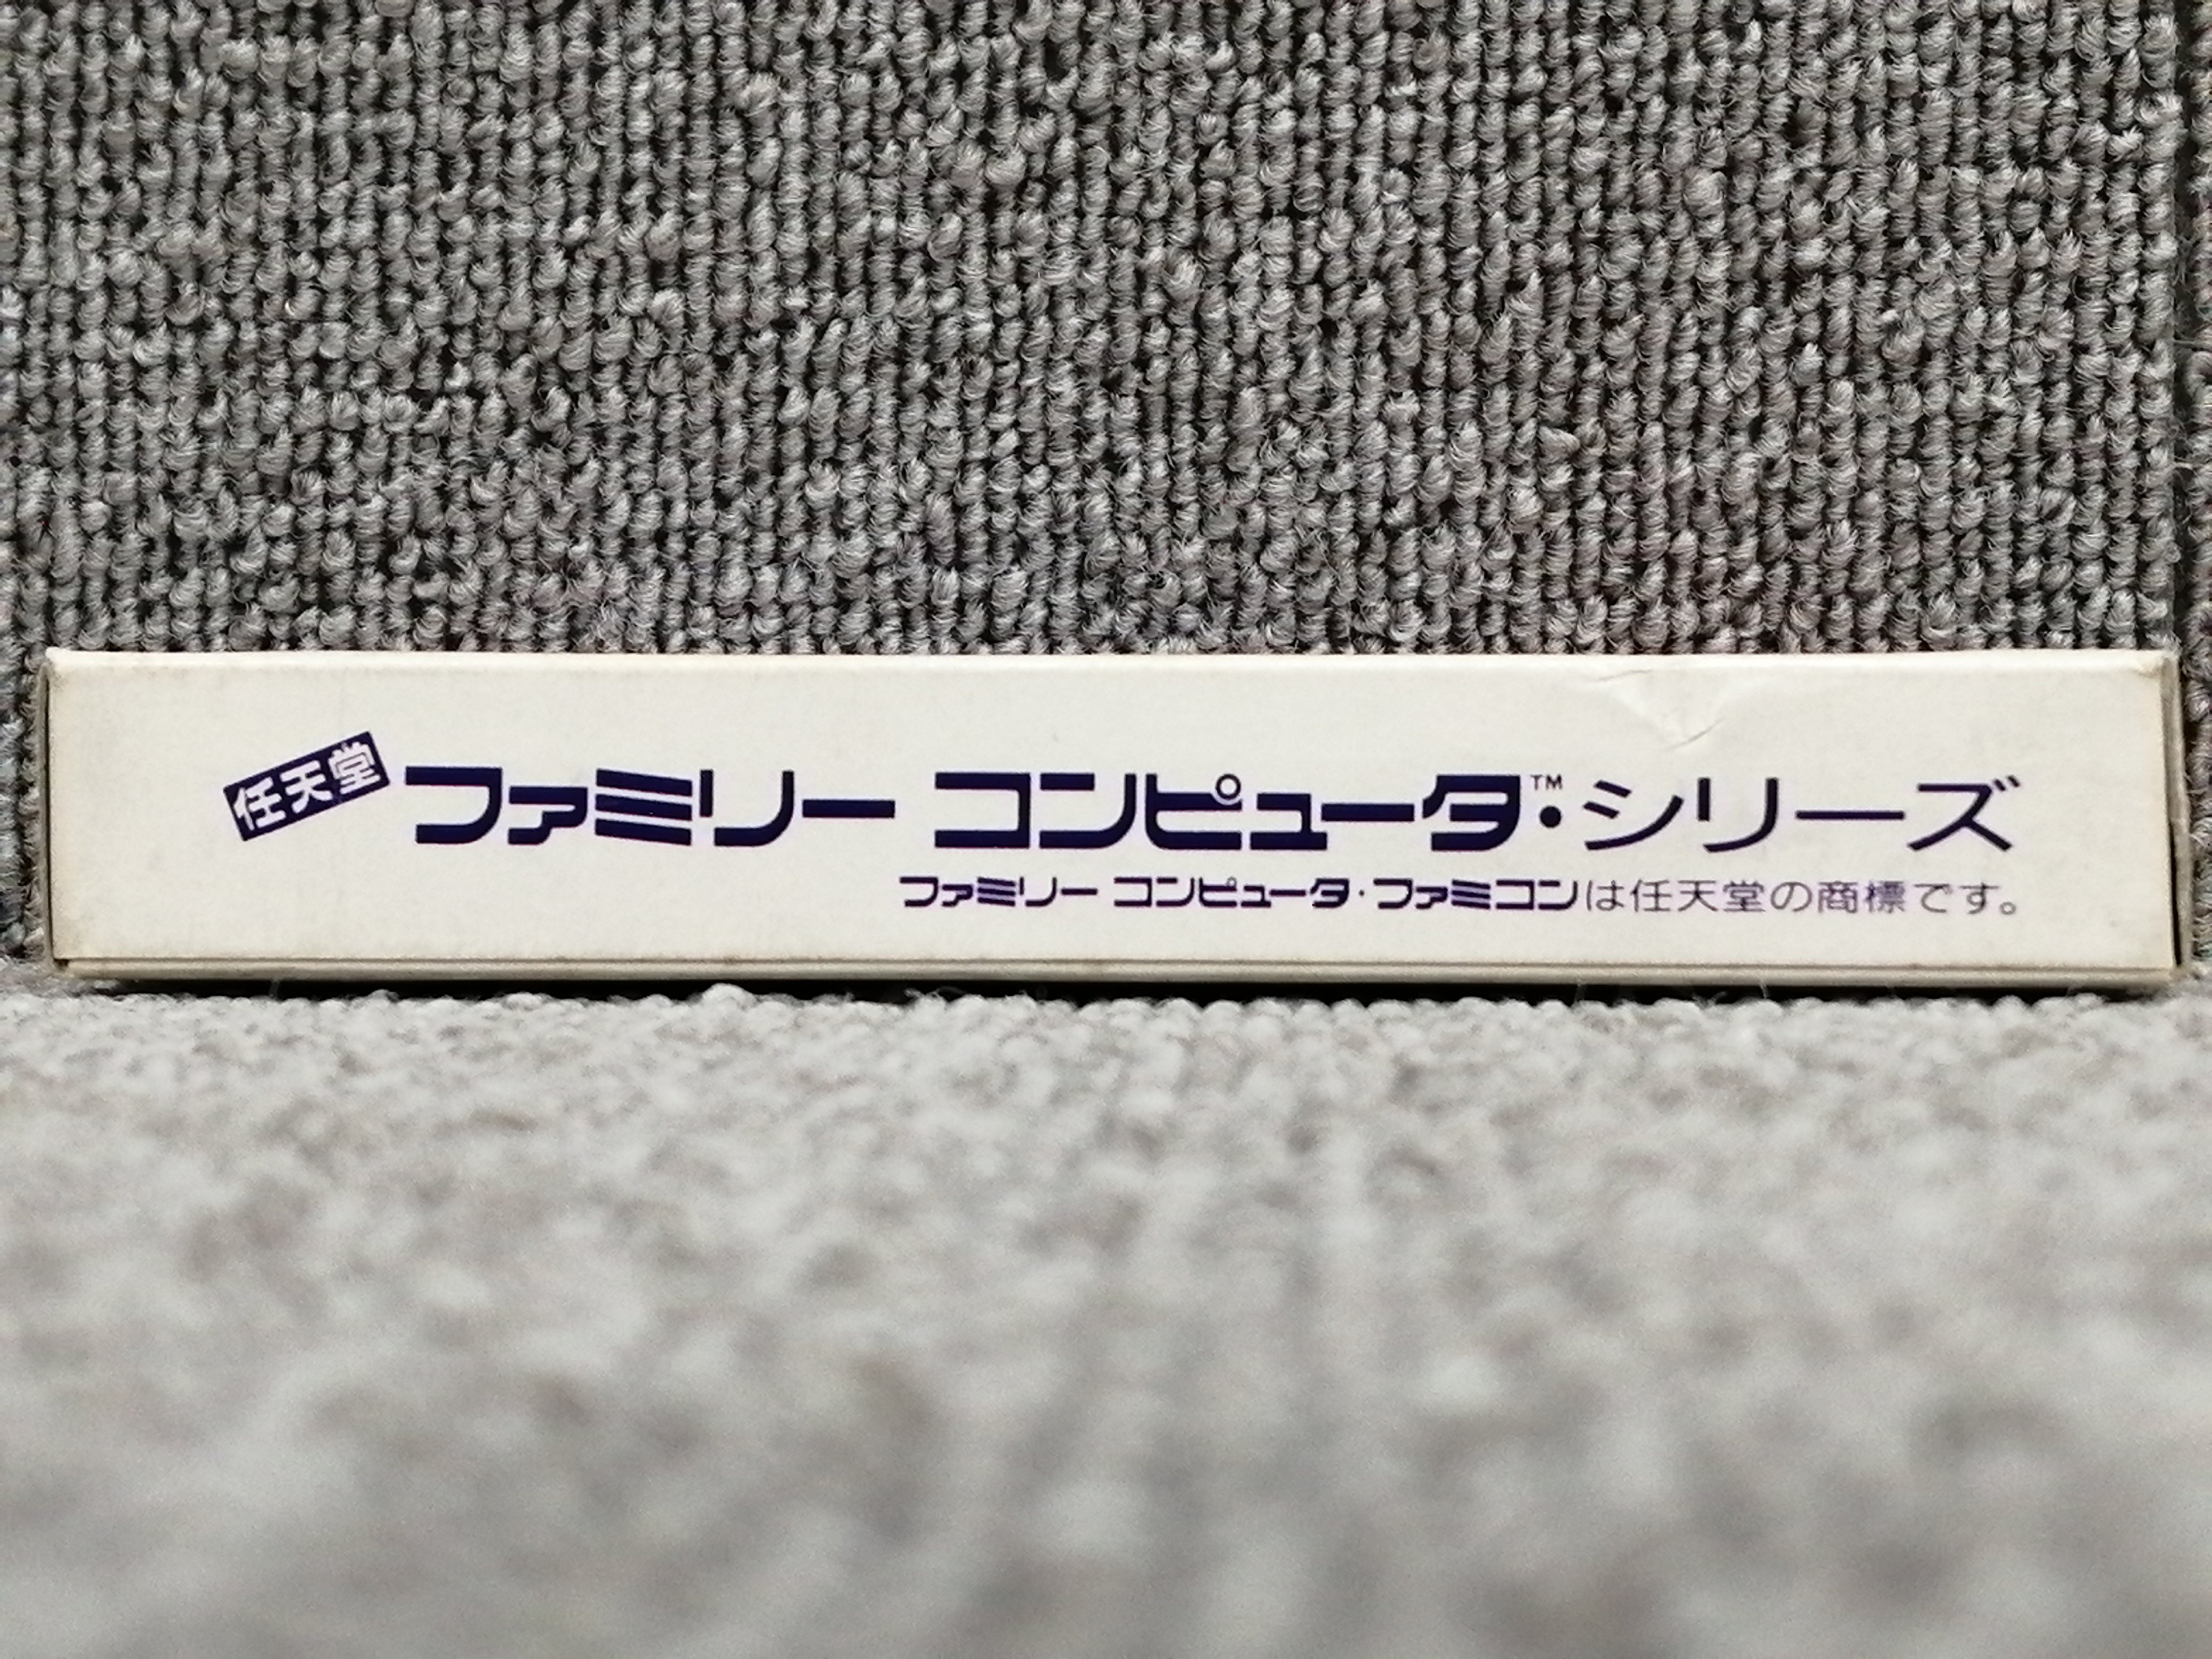 任天堂 ファミリー コンピュータ™・シリーズ
ファミリー コンピュータ・ファミコンは任天堂の商標です。